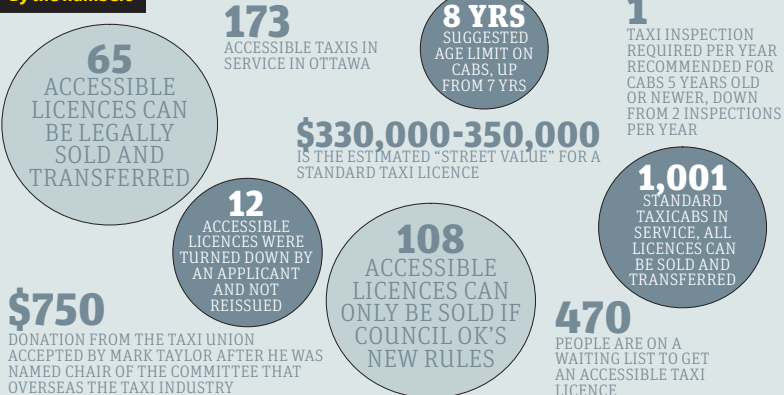 By the numbers
173
ACCESSIBLE TAXIS IN
SERVICE IN OTTAWA
8 YRS
SUGGESTED
AGE LIMIT ON
CABS, UP
FROM 7 YRS
1
TAXI INSPECTION
REQUIRED PER YEAR
RECOMMENDED FOR
CABS 5 YEARS OLD
OR NEWER, DOWN
FROM 2 INSPECTIONS
PER YEAR
65
ACCESSIBLE
LICENCES CAN
BE LEGALLY
SOLD AND
TRANSFERRED
$330,000-350,000
IS THE ESTIMATED “STREET VALUE” FOR A
STANDARD TAXI LICENCE
12
ACCESSIBLE
LICENCES WERE
TURNED DOWN BY
AN APPLICANT
AND NOT
REISSUED
1,001
STANDARD
TAXICABS IN
SERVICE, ALL
LICENCES CAN
BE SOLD AND
TRANSFERRED
108
ACCESSIBLE
LICENCES CAN
ONLY BE SOLD IF
COUNCIL OK’S
NEW RULES
$750
DONATION FROM THE TAXI UNION
ACCEPTED BY MARK TAYLOR AFTER HE WAS
NAMED CHAIR OF THE COMMITTEE THAT
OVERSEAS THE TAXI INDUSTRY
470
PEOPLE ARE ON A
WAITING LIST TO GET
AN ACCESSIBLE TAXI
LICENCE